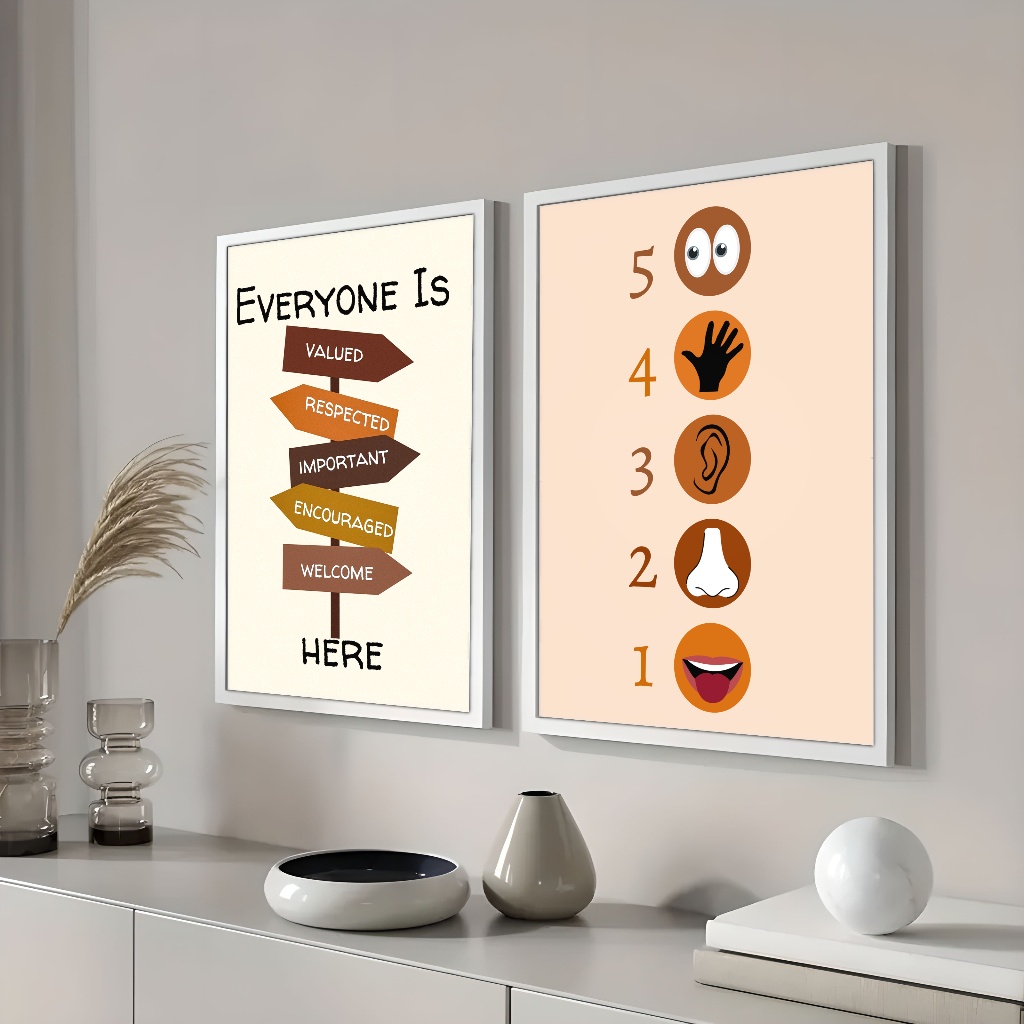 EVERYONE IS
VALUED
RESPECTED
IMPORTANT
ENCOURAGED
WELCOME
HERE
5
4
3
2
1